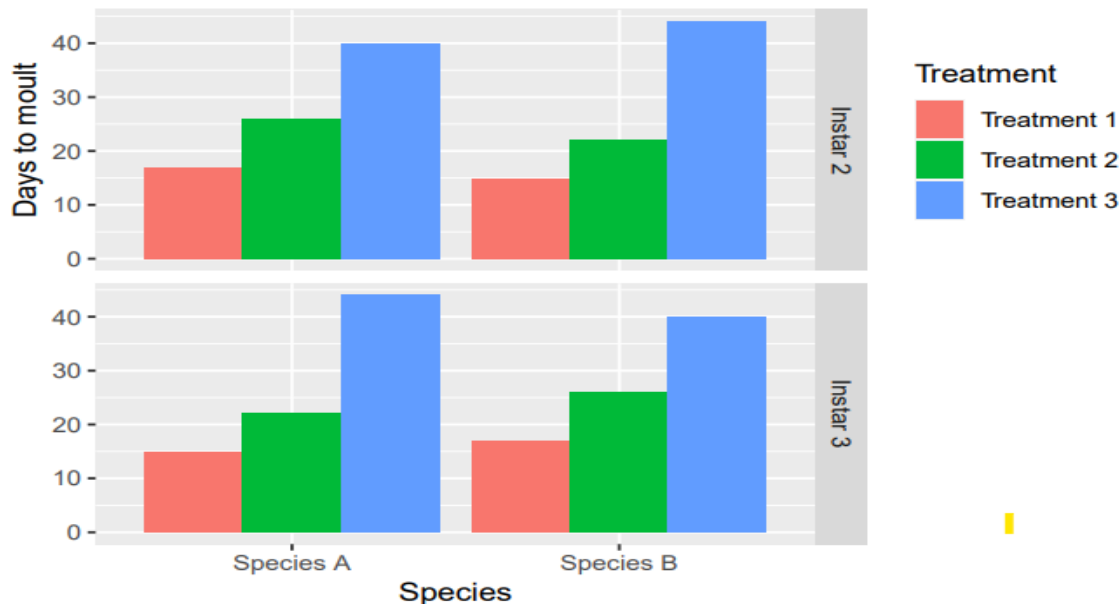 Days to moult
40
30
20
10
0
Instar 2
40
30
20
10
0
Instar 3
Species A Species B
Species
Treatment
Treatment 1
Treatment 2
Treatment 3